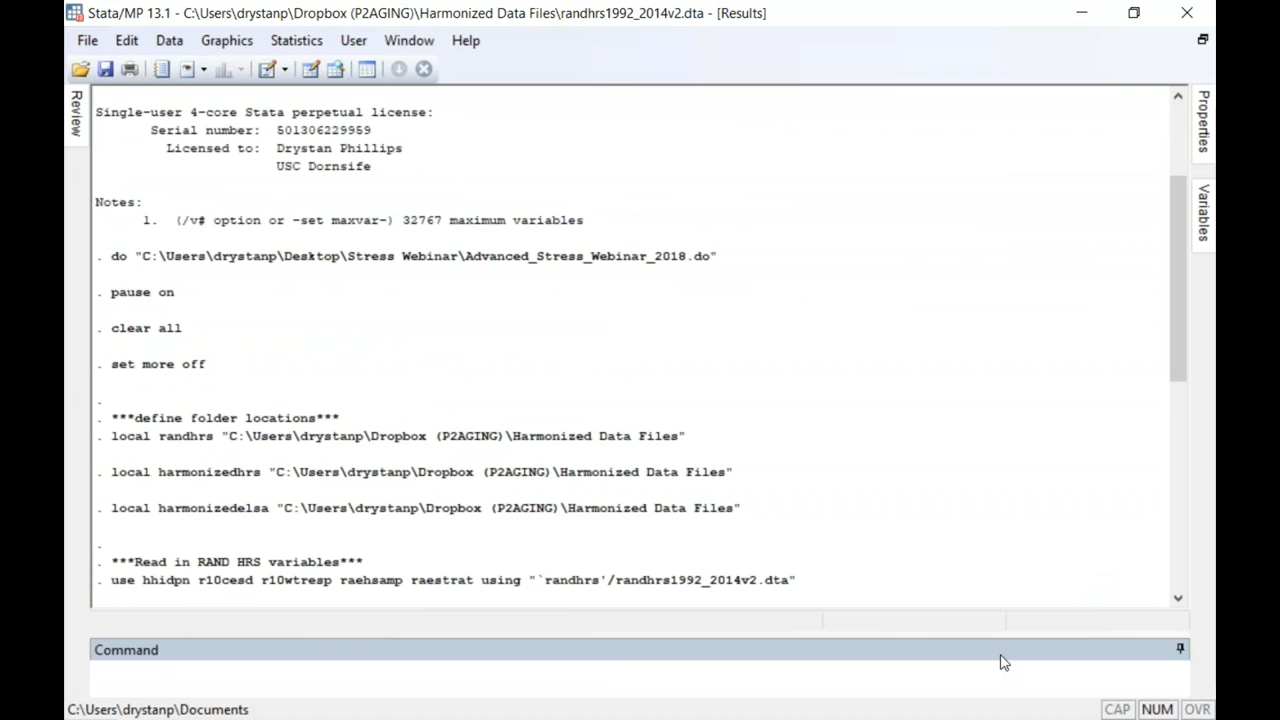 Stata/MP 13.1 - C:\Users\drystanp\Dropbox (P2AGING)\Harmonized Data Files\randhrs1992_2014v2.dta - [Results]
File Edit Data Graphics Statistics User Window Help
Review
Properties
Variables
Single-user 4-core Stata perpetual license:
Serial number: 501306229959
Licensed to: Drystan Phillips
USC Dornsife
Notes:
1. (/v# option or -set maxvar-) 32767 maximum variables
. do "C:\Users\drystanp\Desktop\Stress Webinar\Advanced_Stress_Webinar_2018.do"
. pause on
. clear all
. set more off
.
. ***define folder locations***
. local randhrs "C:\Users\drystanp\Dropbox (P2AGING)\Harmonized Data Files"
. local harmonizedhrs "C:\Users\drystanp\Dropbox (P2AGING)\Harmonized Data Files"
. local harmonizedelsa "C:\Users\drystanp\Dropbox (P2AGING)\Harmonized Data Files"
.
. ***Read in RAND HRS variables***
. use hhidpn r10cesd r10wtresp raehsamp raestrat using "`randhrs'/randhrs1992_2014v2.dta"
Command
C:\Users\drystanp\Documents
CAP NUM OVR